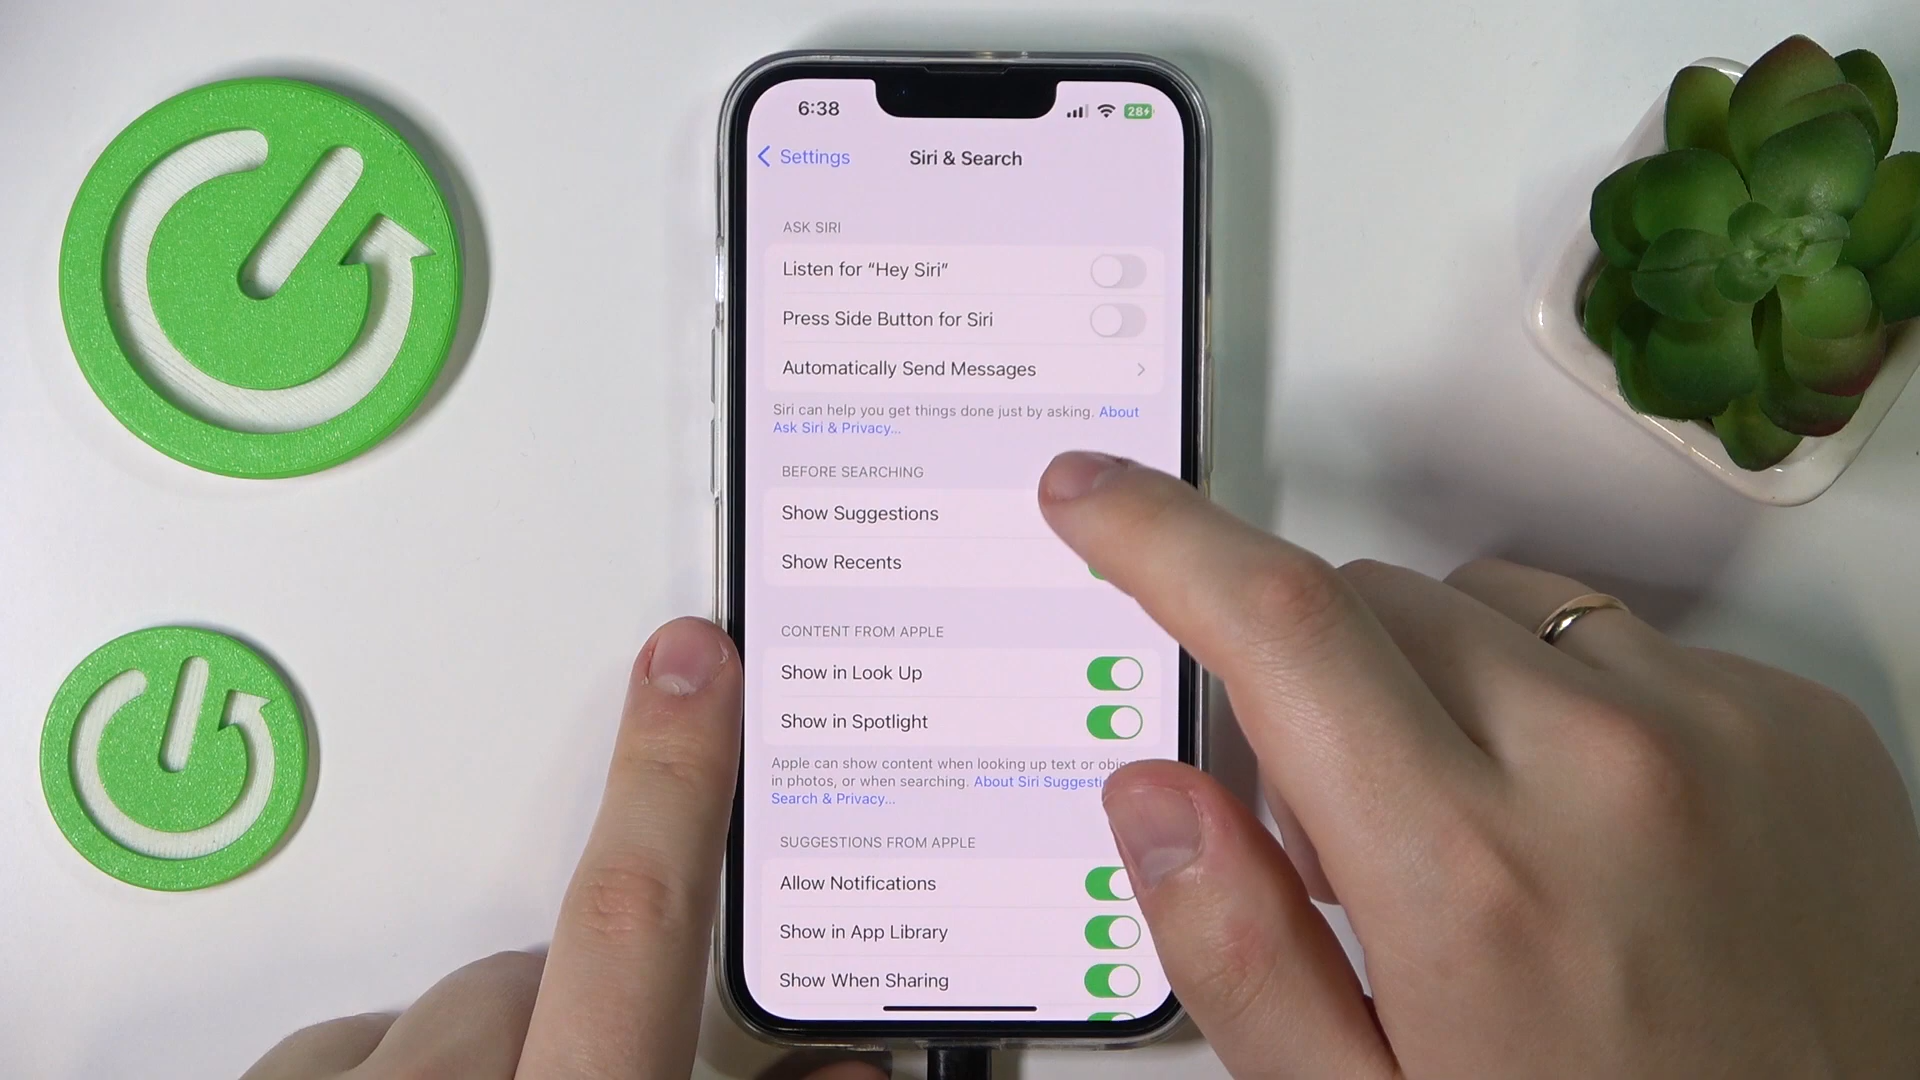 6:38
28
Settings
Siri & Search
ASK SIRI
Listen for “Hey Siri”
Press Side Button for Siri
Automatically Send Messages
Siri can help you get things done just by asking. About
Ask Siri & Privacy...
BEFORE SEARCHING
Show Suggestions
Show Recents
CONTENT FROM APPLE
Show in Look Up
Show in Spotlight
Apple can show content when looking up text or
in photos, or when searching. About Siri
Search & Privacy...
SUGGESTIONS FROM APPLE
Allow Notifications
Show in App Library
Show When Sharing